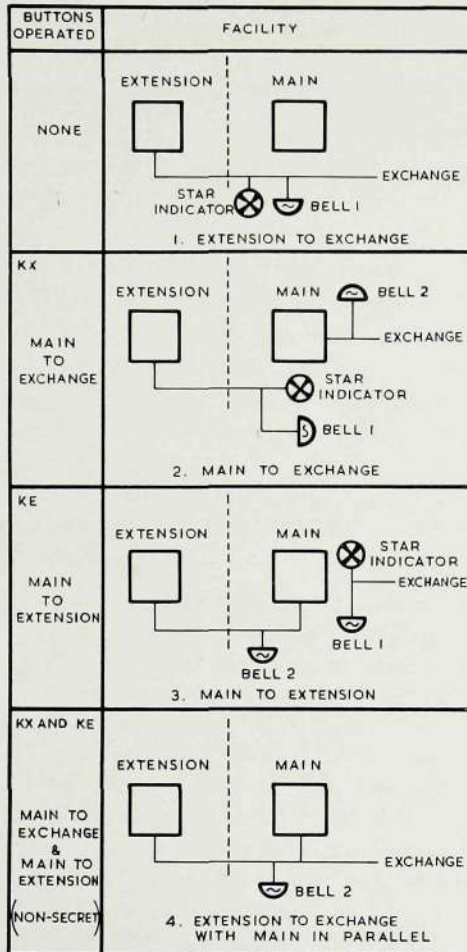 BUTTONS
OPERATED
FACILITY
NONE
EXTENSION
MAIN
EXCHANGE
STAR
INDICATOR
BELL 1
1. EXTENSION TO EXCHANGE
KX
MAIN
TO
EXCHANGE
EXTENSION
MAIN
BELL 2
EXCHANGE
STAR
INDICATOR
BELL 1
2. MAIN TO EXCHANGE
KE
MAIN
TO
EXTENSION
EXTENSION
MAIN
STAR
INDICATOR
EXCHANGE
BELL 1
BELL 2
3. MAIN TO EXTENSION
KX AND KE
MAIN TO
EXCHANGE
&
MAIN TO
EXTENSION
(NON-SECRET)
EXTENSION
MAIN
EXCHANGE
BELL 2
4. EXTENSION TO EXCHANGE
WITH MAIN IN PARALLEL